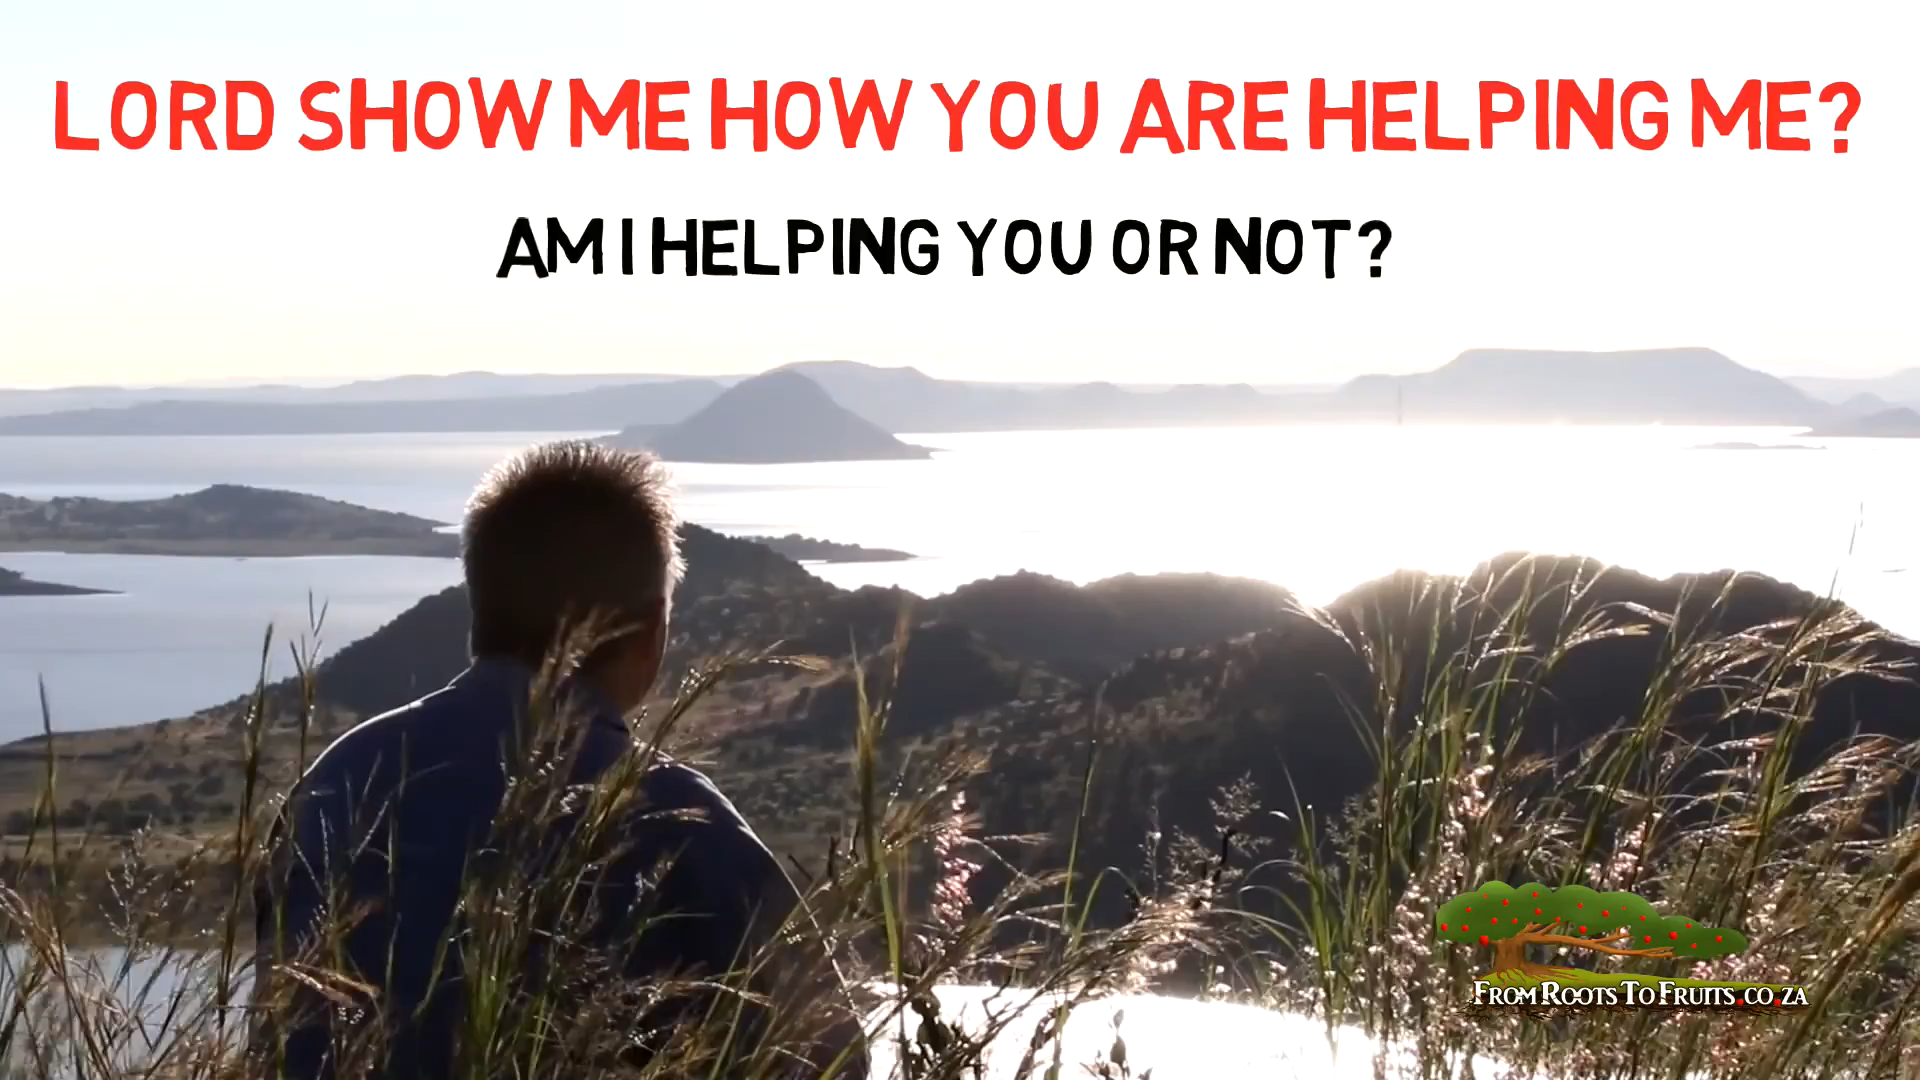 LORD SHOW ME HOW YOU ARE HELPING ME?
AM I HELPING YOU OR NOT?
FROM ROOTS TO FRUITS.CO.ZA